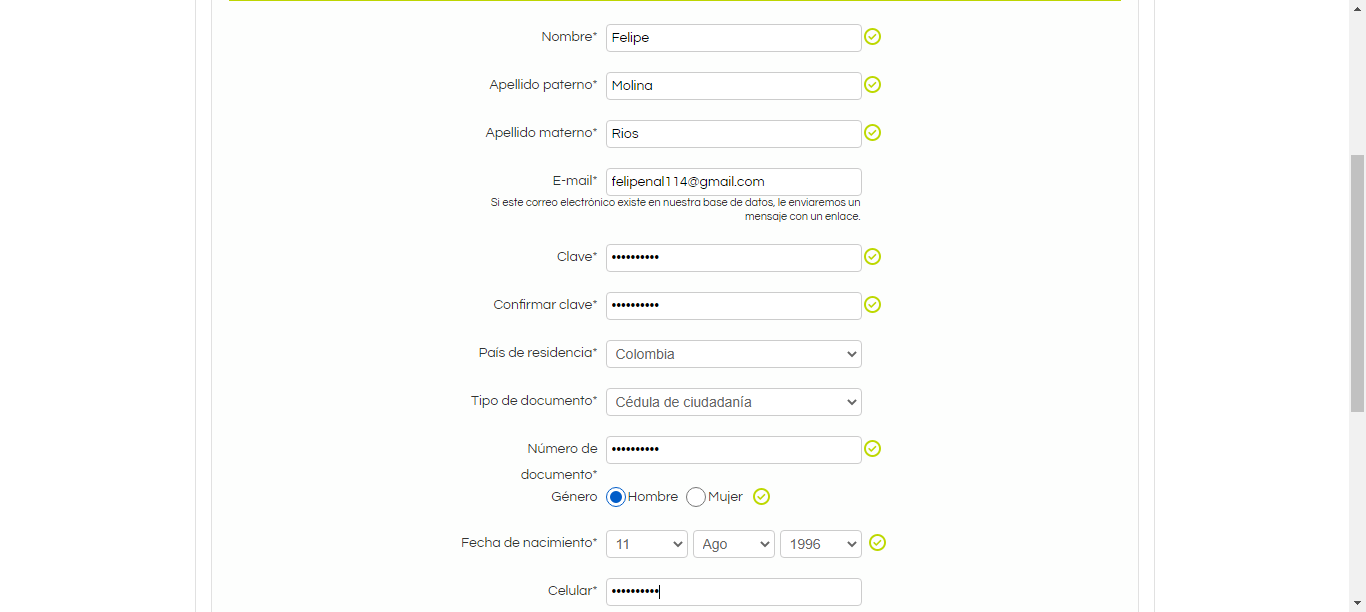 Nombre* Felipe
Apellido paterno* Molina
Apellido materno* Rios
E-mail* felipenal114@gmail.com
Si este correo electrónico existe en nuestra base de datos, le enviaremos un
mensaje con un enlace.
Clave* ••••••••••
Confirmar clave* ••••••••••
País de residencia* Colombia
Tipo de documento* Cédula de ciudadanía
Número de ••••••••••
documento*
Género Hombre Mujer
Fecha de nacimiento* 11 Ago 1996
Celular* ••••••••••